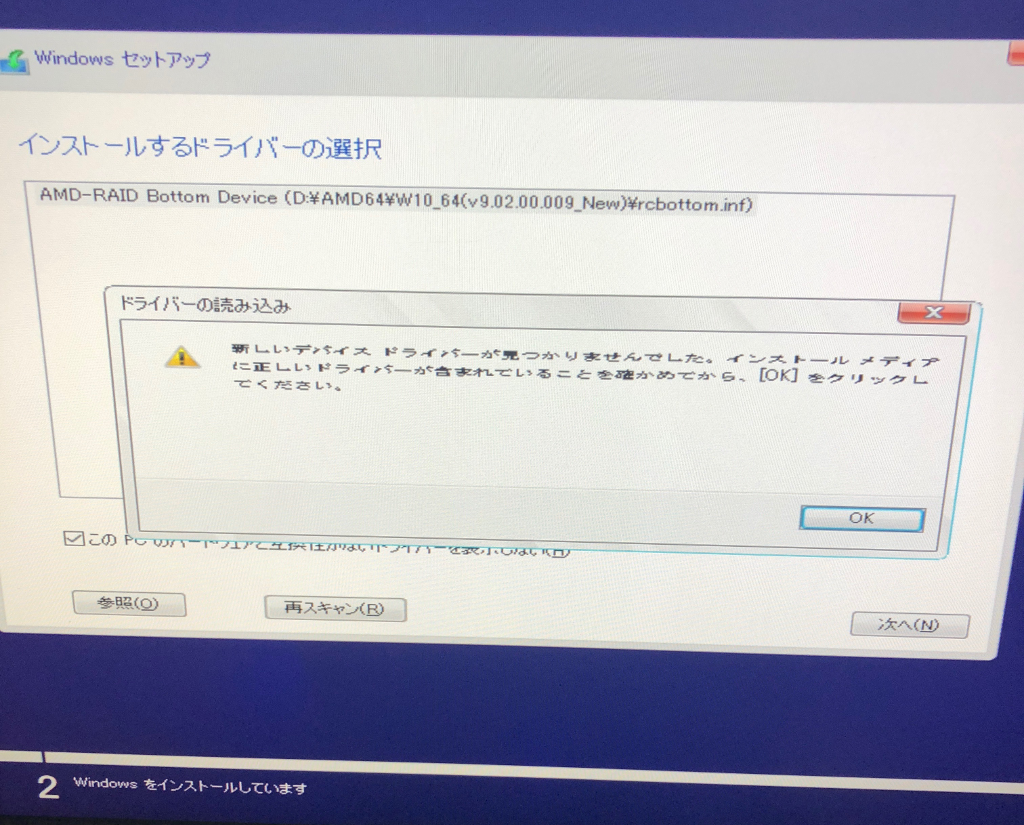 Windows セットアップ
インストールするドライバーの選択
AMD-RAID Bottom Device (D:¥AMD64¥W10_64(v9.02.00.009_New)¥rcbottom.inf)
ドライバーの読み込み
新しいデバイス ドライバーが見つかりませんでした。インストール メディア
に正しいドライバーが含まれていることを確かめてから、[OK] をクリックし
てください。
OK
この PC のハードウェアと互換性がないドライバーを表示しない(H)
参照(O)
再スキャン(R)
次へ(N)
2 Windows をインストールしています